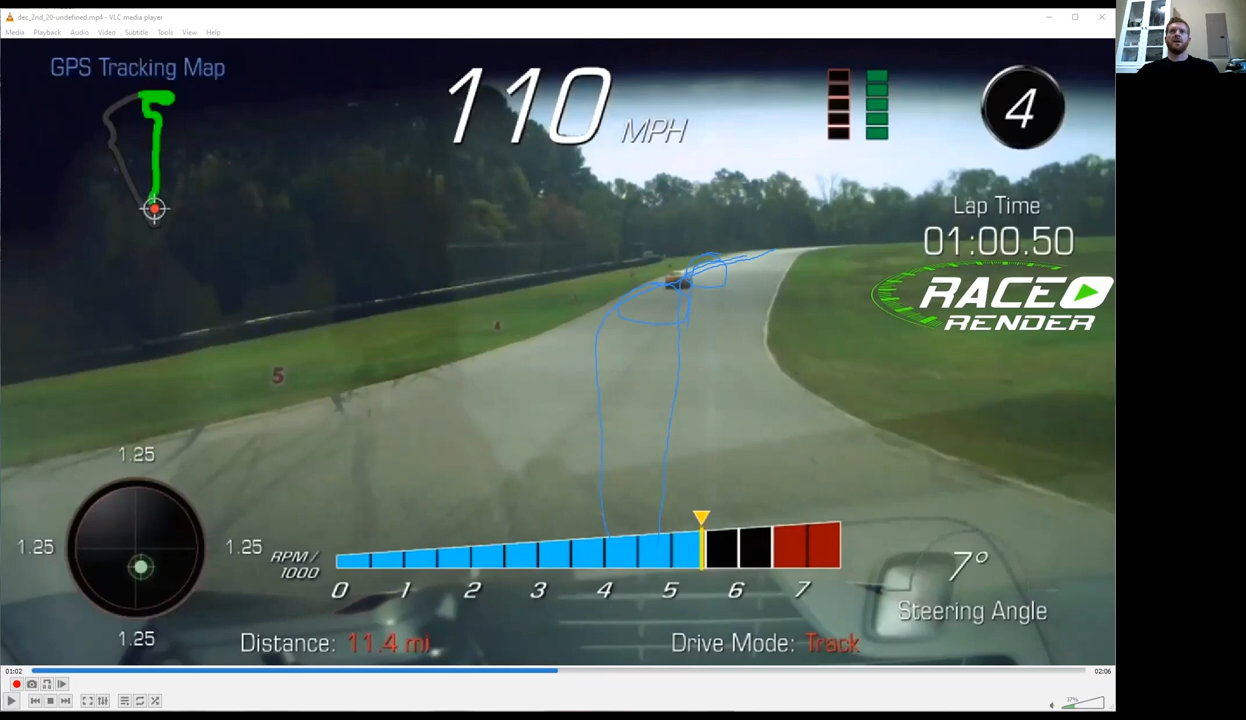 dec_2nd_20-undefined.mp4 - VLC media player
Media Playback Audio Video Subtitle Tools View Help
GPS Tracking Map
110 MPH
4
Lap Time
01:00.50
RACE
RENDER
4
5
1.25
1.25
1.25
1.25
RPM/
1000
0 1 2 3 4 5 6 7
7°
Steering Angle
Distance: 11.4 mi
Drive Mode: Track
01:02
02:06
37%